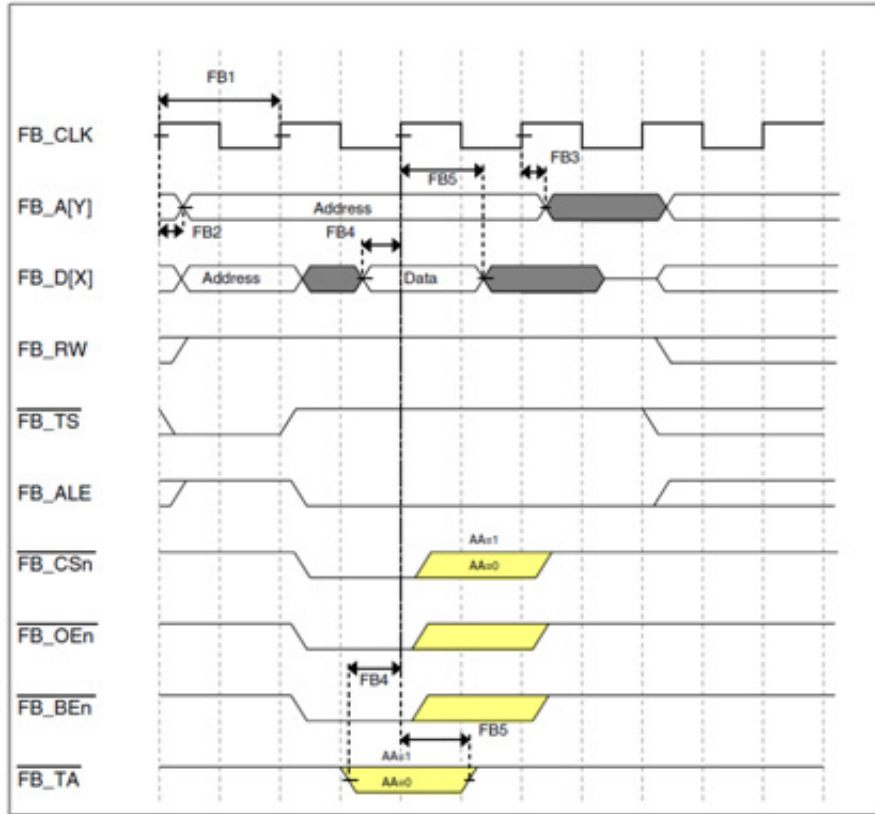 FB1
FB_CLK
FB3
FB5
FB_A[Y]
Address
FB2
FB4
FB_D[X]
Address
Data
FB_RW
FB_TS
FB_ALE
AA=1
FB_CSn
AA=0
FB_OEn
FB4
FB_BEn
FB5
AA=1
FB_TA
AA=0